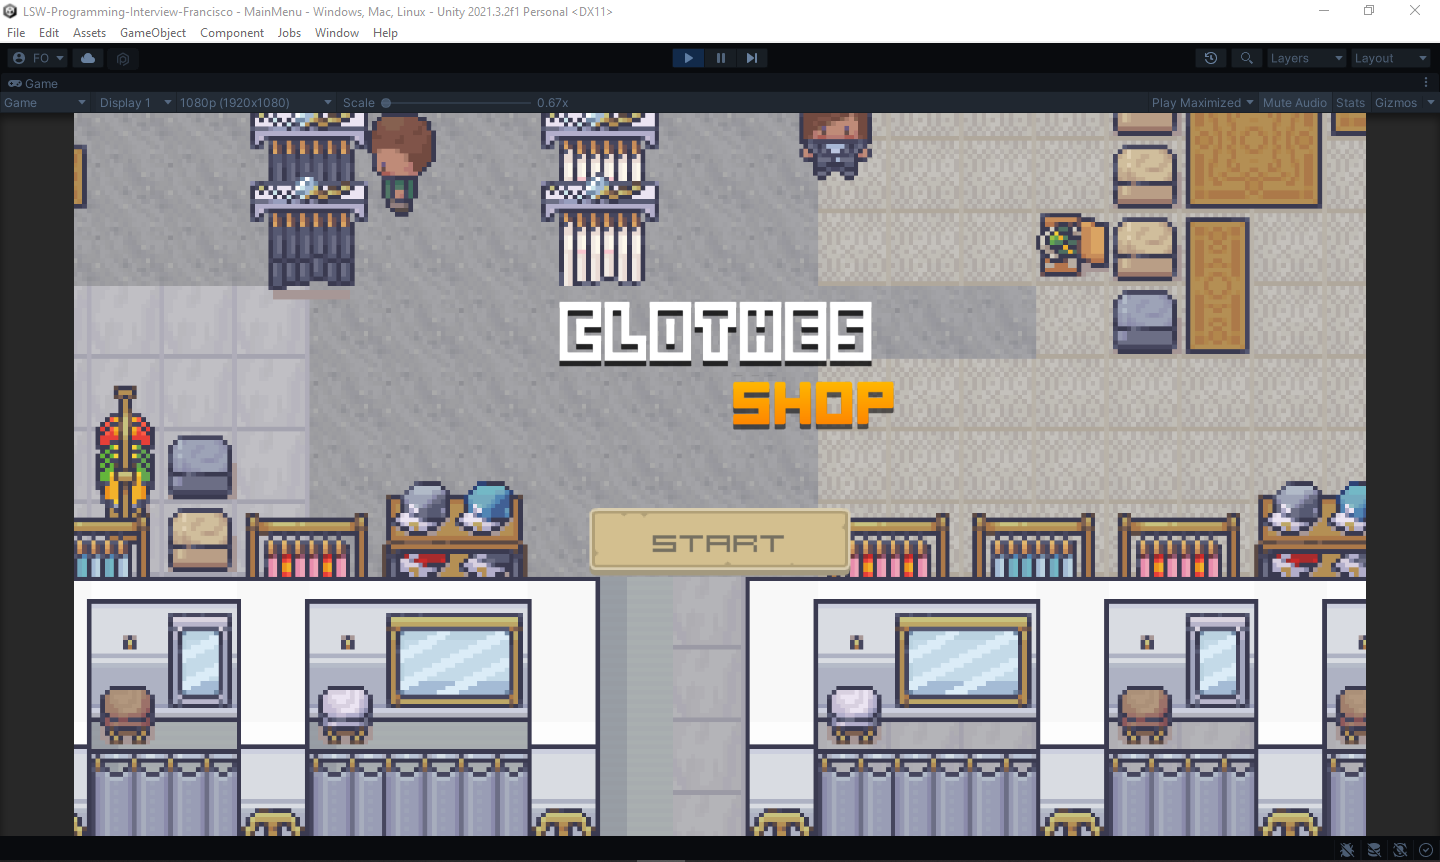 LSW-Programming-Interview-Francisco - MainMenu - Windows, Mac, Linux - Unity 2021.3.2f1 Personal <DX11>
File Edit Assets GameObject Component Jobs Window Help
FO Layers Layout
Game
Game Display 1 1080p (1920x1080) Scale 0.67x Play Maximized Mute Audio Stats Gizmos
CLOTHES
SHOP
START